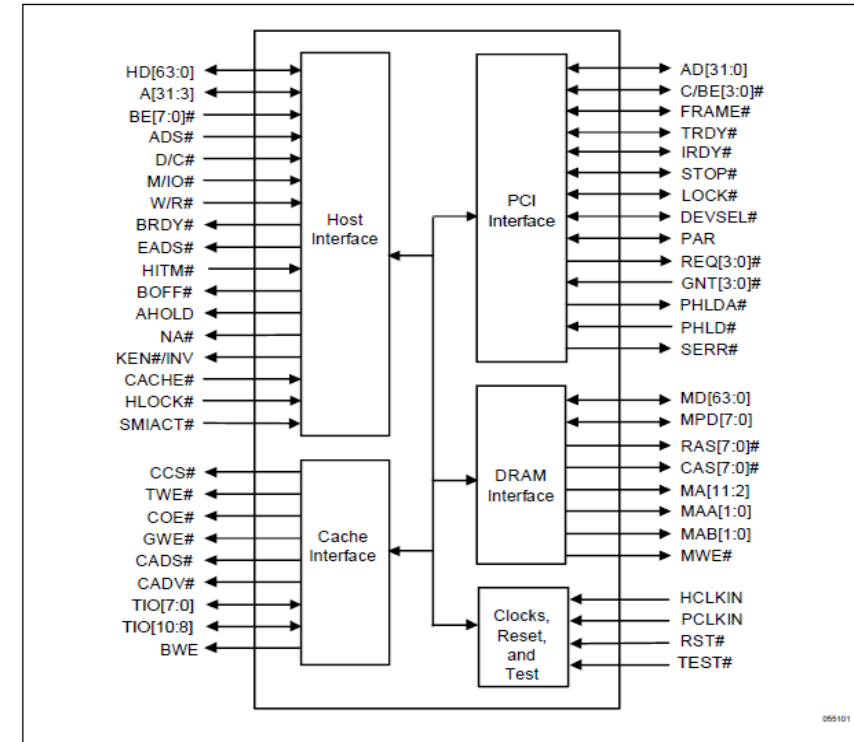 HD[63:0]
A[31:3]
BE[7:0]#
ADS#
D/C#
M/IO#
W/R#
BRDY#
EADS#
HITM#
BOFF#
AHOLD
NA#
KEN#/INV
CACHE#
HLOCK#
SMIACT#
Host
Interface
CCS#
TWE#
COE#
GWE#
CADS#
CADV#
TIO[7:0]
TIO[10:8]
BWE
Cache
Interface
PCI
Interface
AD[31:0]
C/BE[3:0]#
FRAME#
TRDY#
IRDY#
STOP#
LOCK#
DEVSEL#
PAR
REQ[3:0]#
GNT[3:0]#
PHLDA#
PHLD#
SERR#
DRAM
Interface
MD[63:0]
MPD[7:0]
RAS[7:0]#
CAS[7:0]#
MA[11:2]
MAA[1:0]
MAB[1:0]
MWE#
Clocks,
Reset,
and
Test
HCLKIN
PCLKIN
RST#
TEST#
055101